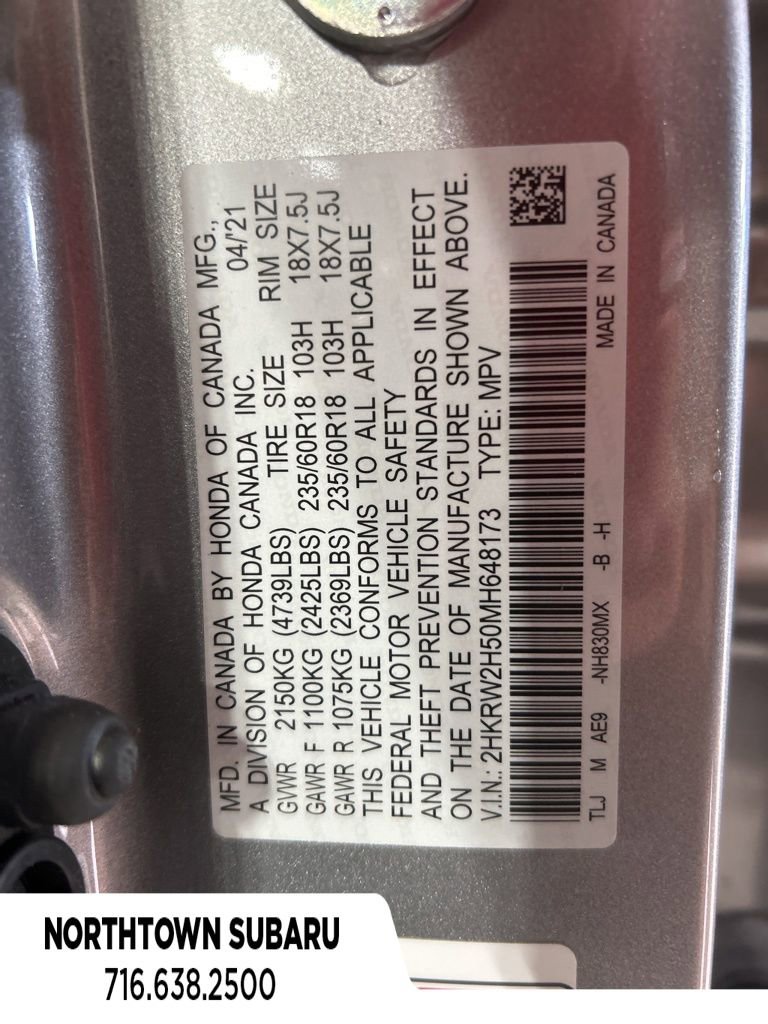 MFD. IN CANADA BY HONDA OF CANADA MFG.,
A DIVISION OF HONDA CANADA INC. 04/'21
GVWR 2150KG (4739LBS) TIRE SIZE RIM SIZE
GAWR F 1100KG (2425LBS) 235/60R18 103H 18X7.5J
GAWR R 1075KG (2369LBS) 235/60R18 103H 18X7.5J
THIS VEHICLE CONFORMS TO ALL APPLICABLE
FEDERAL MOTOR VEHICLE SAFETY
AND THEFT PREVENTION STANDARDS IN EFFECT
ON THE DATE OF MANUFACTURE SHOWN ABOVE.
V.I.N.: 2HKRW2H50MH648173 TYPE: MPV
TLJ M AE9 -NH830MX -B -H MADE IN CANADA
NORTHTOWN SUBARU
716.638.2500